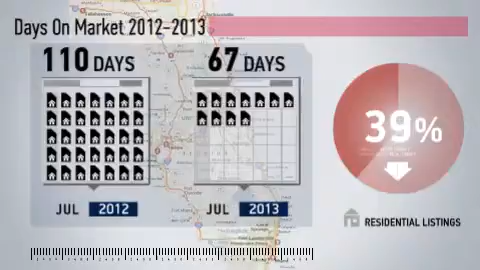 Days On Market 2012-2013
110 DAYS
67 DAYS
39%
JUL 2012
JUL 2013
RESIDENTIAL LISTINGS